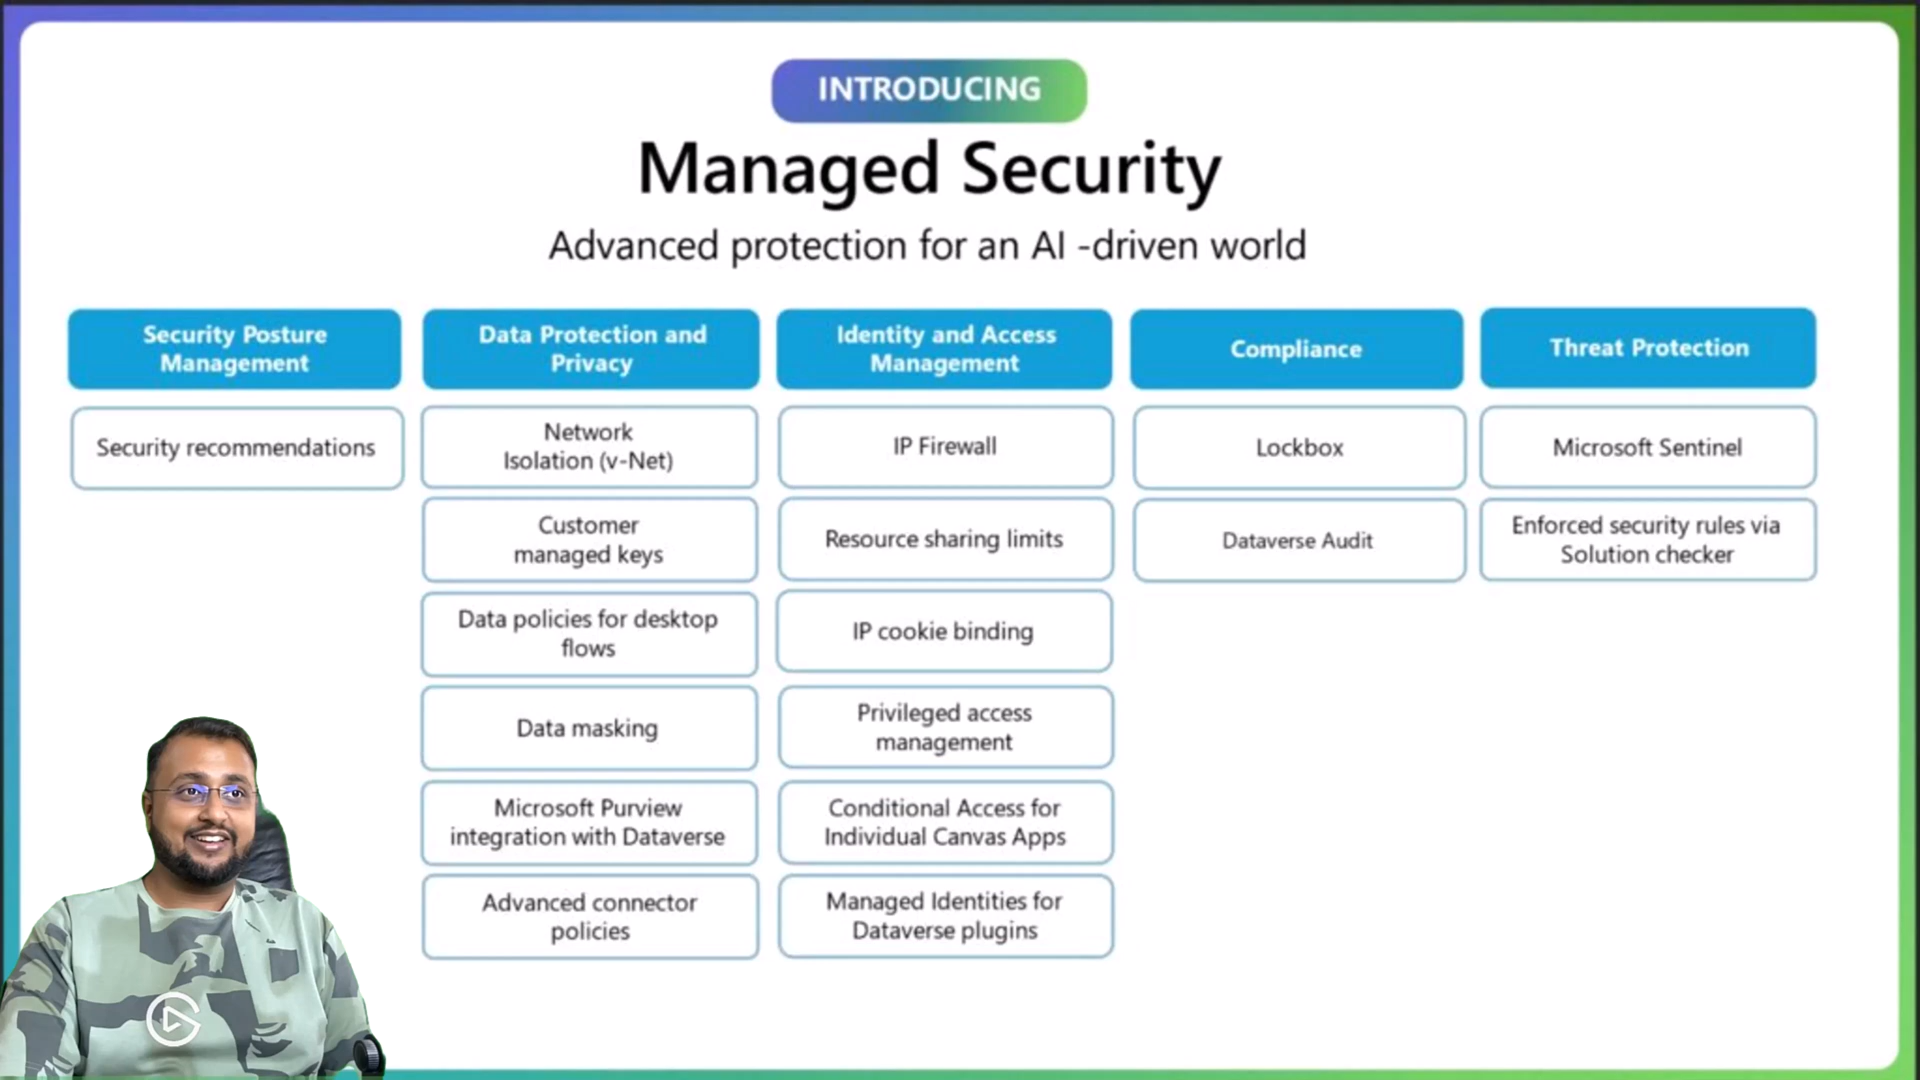 INTRODUCING
Managed Security
Advanced protection for an AI -driven world
Security Posture
Management
Security recommendations
Data Protection and
Privacy
Network
Isolation (v-Net)
Customer
managed keys
Data policies for desktop
flows
Data masking
Microsoft Purview
integration with Dataverse
Advanced connector
policies
Identity and Access
Management
IP Firewall
Resource sharing limits
IP cookie binding
Privileged access
management
Conditional Access for
Individual Canvas Apps
Managed Identities for
Dataverse plugins
Compliance
Lockbox
Dataverse Audit
Threat Protection
Microsoft Sentinel
Enforced security rules via
Solution checker